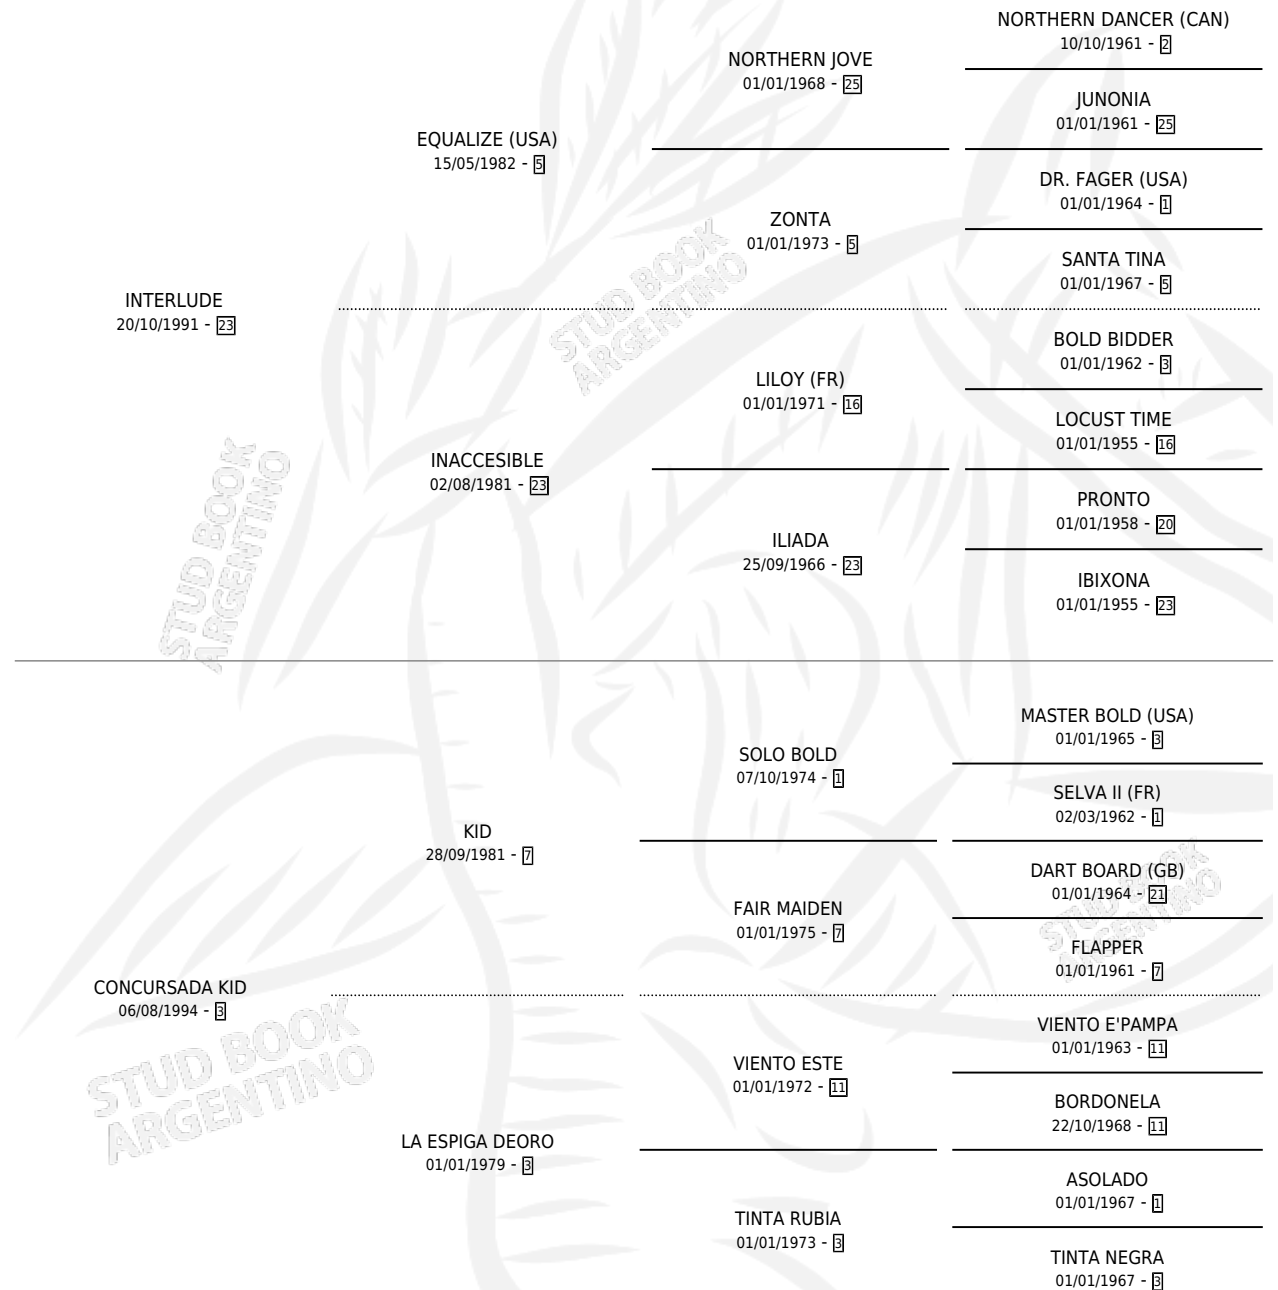 NORTHERN DANCER (CAN)
10/10/1961 - 2
NORTHERN JOVE
01/01/1968 - 25
JUNONIA
01/01/1961 - 25
EQUALIZE (USA)
15/05/1982 - 5
DR. FAGER (USA)
01/01/1964 - 1
ZONTA
01/01/1973 - 5
SANTA TINA
01/01/1967 - 5
INTERLUDE
20/10/1991 - 23
BOLD BIDDER
01/01/1962 - 3
LILOY (FR)
01/01/1971 - 16
LOCUST TIME
01/01/1955 - 16
INACCESIBLE
02/08/1981 - 23
PRONTO
01/01/1958 - 20
ILIADA
25/09/1966 - 23
IBIXONA
01/01/1955 - 23
MASTER BOLD (USA)
01/01/1965 - 3
SOLO BOLD
07/10/1974 - 1
SELVA II (FR)
02/03/1962 - 1
KID
28/09/1981 - 7
DART BOARD (GB)
01/01/1964 - 21
FAIR MAIDEN
01/01/1975 - 7
FLAPPER
01/01/1961 - 7
CONCURSADA KID
06/08/1994 - 3
VIENTO E'PAMPA
01/01/1963 - 11
VIENTO ESTE
01/01/1972 - 11
BORDONELA
22/10/1968 - 11
LA ESPIGA DEORO
01/01/1979 - 3
ASOLADO
01/01/1967 - 1
TINTA RUBIA
01/01/1973 - 3
TINTA NEGRA
01/01/1967 - 3
STUD BOOK
ARGENTINO
STUD BOOK
ARGENTINO
STUD BOOK
ARGENTINO
STUD BOOK
ARGENTINO